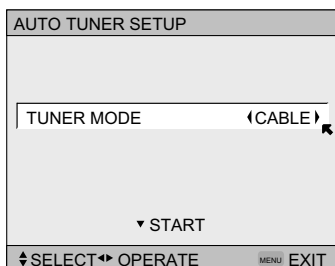 AUTO TUNER SETUP
TUNER MODE ◂CABLE▸
▾ START
▴▾SELECT◂▸ OPERATE MENU EXIT